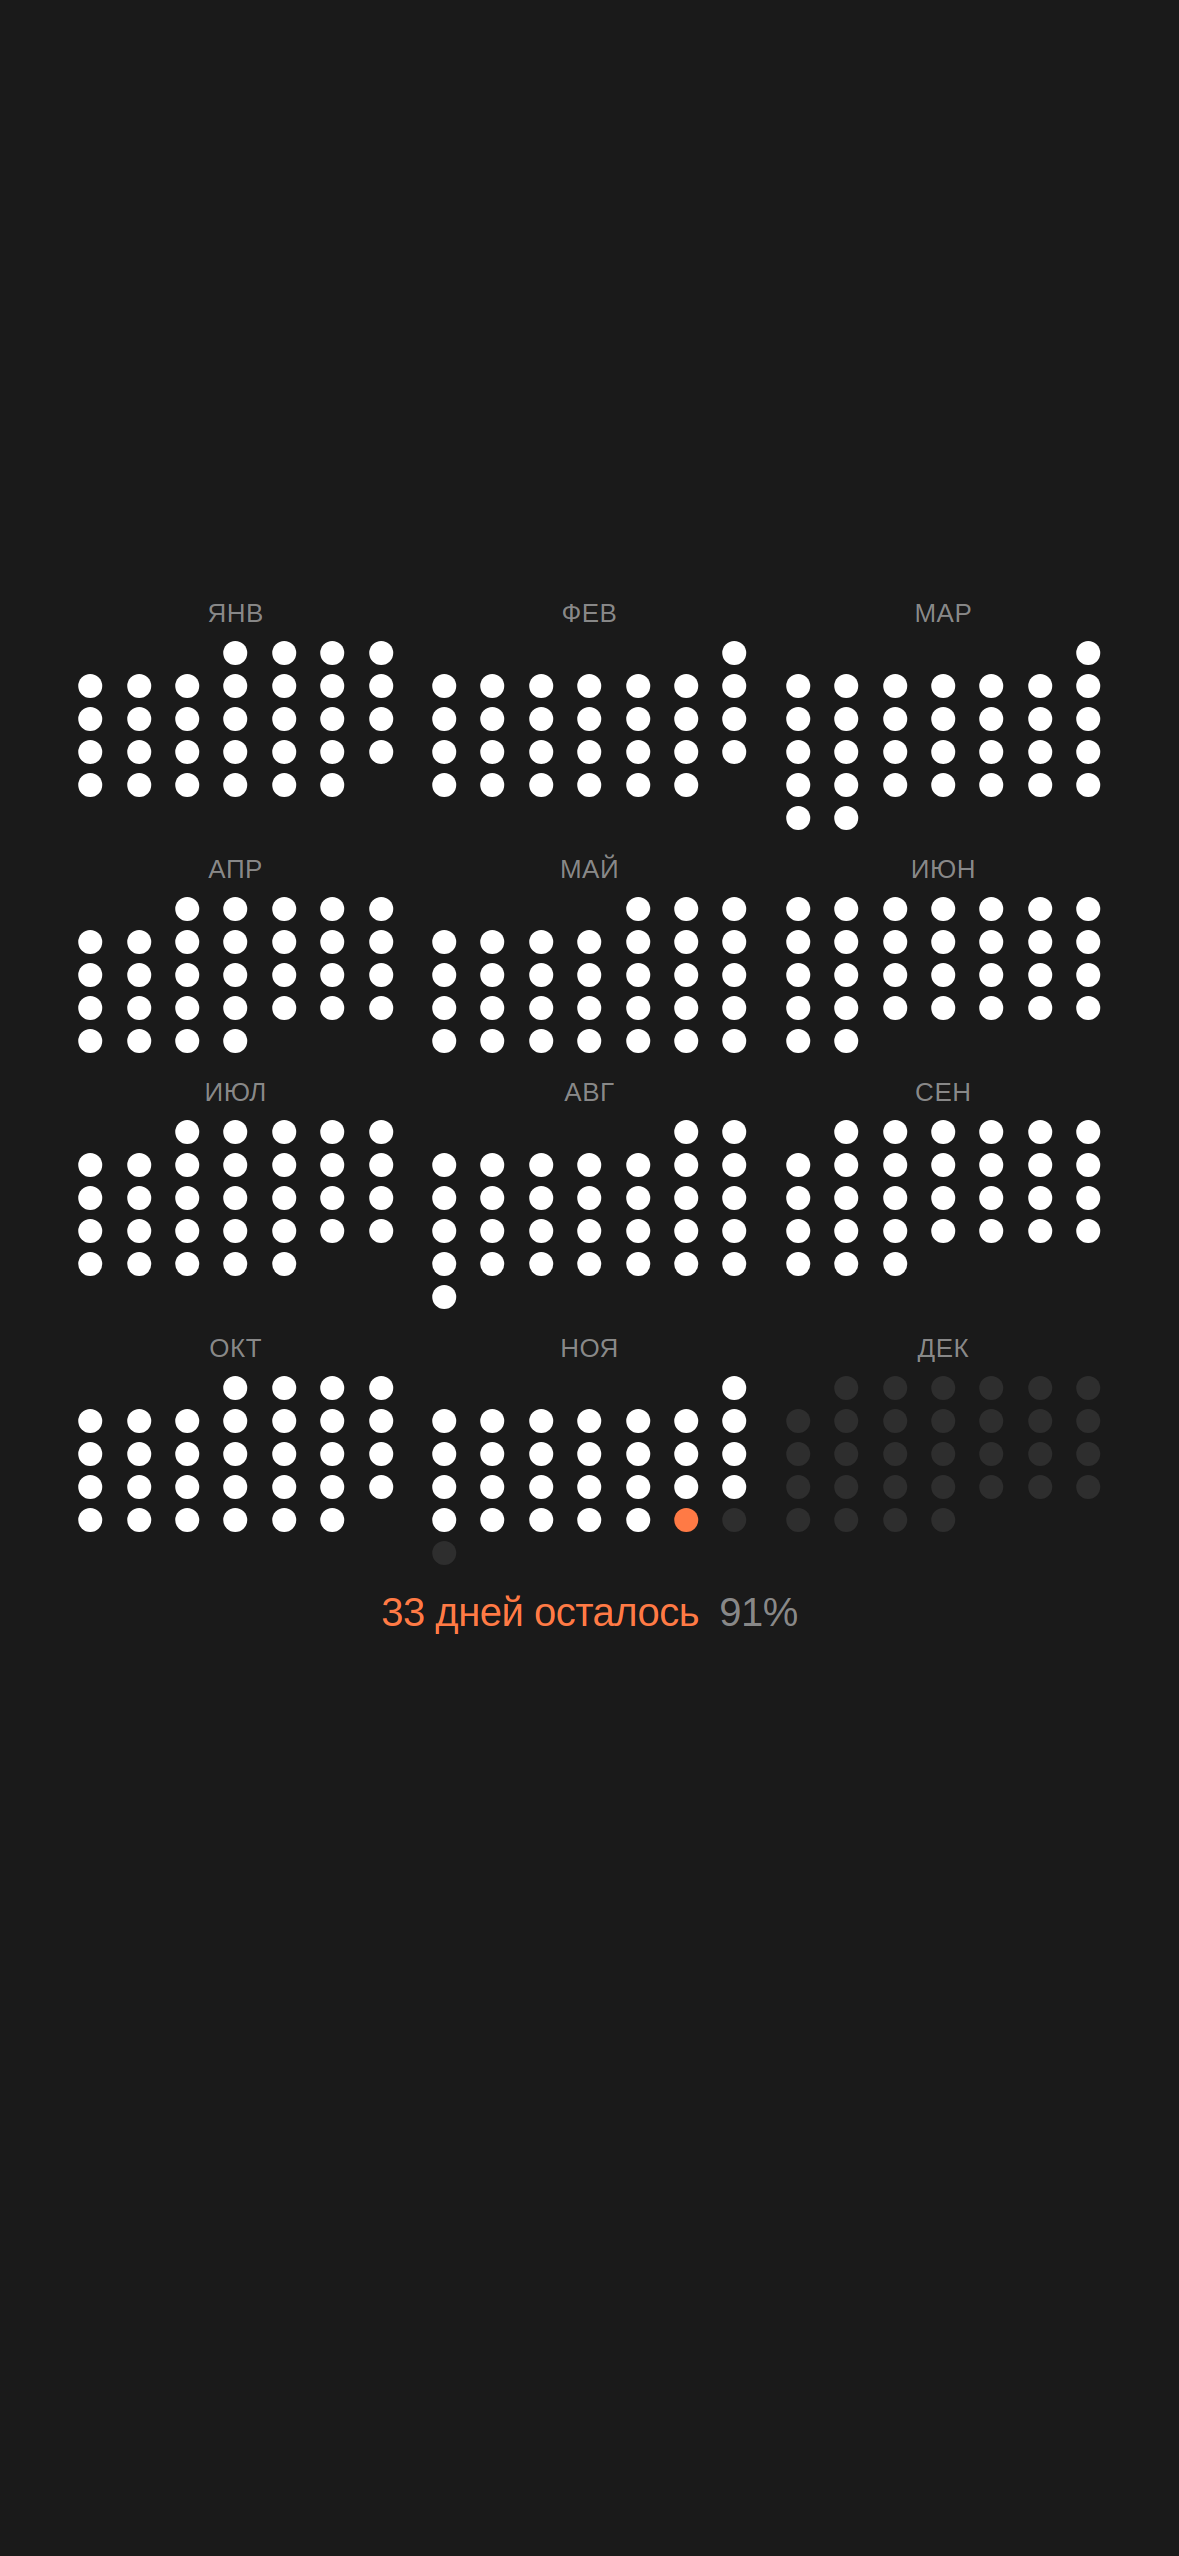 ЯНВ ФЕВ МАР
АПР МАЙ ИЮН
ИЮЛ АВГ СЕН
ОКТ НОЯ ДЕК
33 дней осталось 91%